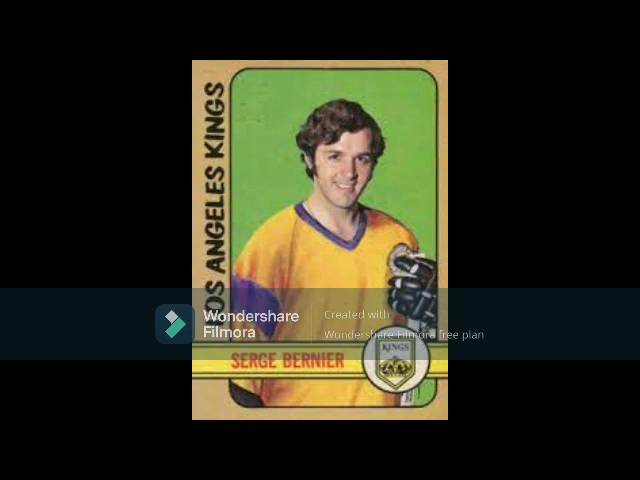 LOS ANGELES KINGS
Wondershare
Filmora
Created with
Wondershare Filmora free plan
SERGE BERNIER
KINGS